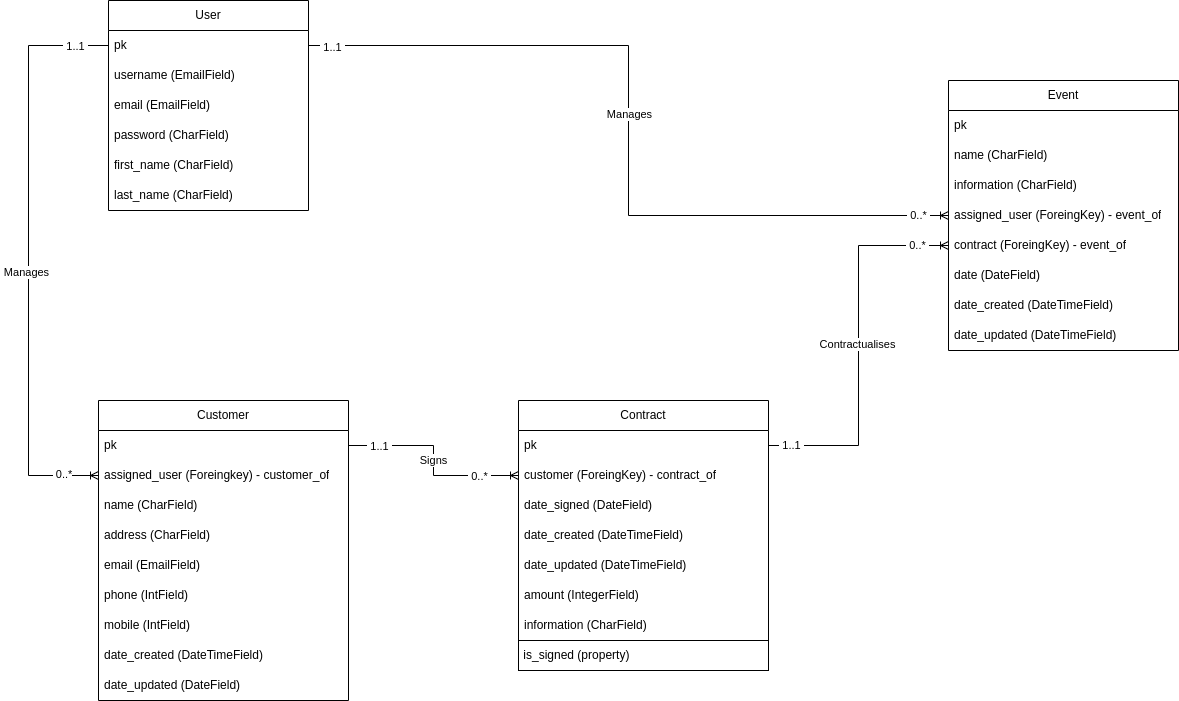 User
pk
username (EmailField)
email (EmailField)
password (CharField)
first_name (CharField)
last_name (CharField)
1..1
1..1
Manages
Manages
Event
pk
name (CharField)
information (CharField)
assigned_user (ForeingKey) - event_of
contract (ForeingKey) - event_of
date (DateField)
date_created (DateTimeField)
date_updated (DateTimeField)
0..*
0..*
Contractualises
Customer
pk
assigned_user (Foreingkey) - customer_of
name (CharField)
address (CharField)
email (EmailField)
phone (IntField)
mobile (IntField)
date_created (DateTimeField)
date_updated (DateField)
0..*
1..1
Signs
0..*
Contract
pk
customer (ForeingKey) - contract_of
date_signed (DateField)
date_created (DateTimeField)
date_updated (DateTimeField)
amount (IntegerField)
information (CharField)
is_signed (property)
1..1